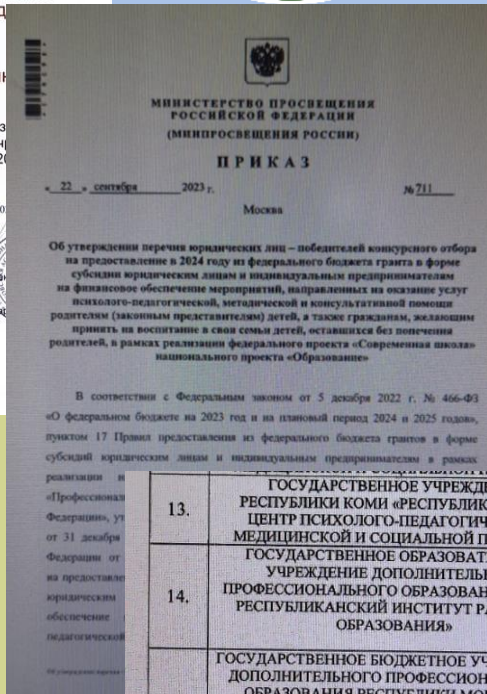 МИНИСТЕРСТВО ПРОСВЕЩЕНИЯ
РОССИЙСКОЙ ФЕДЕРАЦИИ
(МИНПРОСВЕЩЕНИЯ РОССИИ)
ПРИКАЗ
« 22 » сентября 2023 г. № 711
Москва
Об утверждении перечня юридических лиц – победителей конкурсного отбора
на предоставление в 2024 году из федерального бюджета гранта в форме
субсидии юридическим лицам и индивидуальным предпринимателям
на финансовое обеспечение мероприятий, направленных на оказание услуг
психолого-педагогической, методической и консультативной помощи
родителям (законным представителям) детей, а также гражданам, желающим
принять на воспитание в свои семьи детей, оставшихся без попечения
родителей, в рамках реализации федерального проекта «Современная школа»
национального проекта «Образование»
В соответствии с Федеральным законом от 5 декабря 2022 г. № 466-ФЗ
«О федеральном бюджете на 2023 год и на плановый период 2024 и 2025 годов»,
пунктом 17 Правил предоставления из федерального бюджета грантов в форме
субсидий юридическим лицам и индивидуальным предпринимателям в рамках
реализации
«Профессионал
Федерации», ут
от 31 декабря
Федерации от
на предоставле
юридическим
обеспечение
педагогической
13.
ГОСУДАРСТВЕННОЕ УЧРЕЖДЕ
РЕСПУБЛИКИ КОМИ «РЕСПУБЛИК
ЦЕНТР ПСИХОЛОГО-ПЕДАГОГИЧ
МЕДИЦИНСКОЙ И СОЦИАЛЬНОЙ П
14.
ГОСУДАРСТВЕННОЕ ОБРАЗОВАТ
УЧРЕЖДЕНИЕ ДОПОЛНИТЕЛЬ
ПРОФЕССИОНАЛЬНОГО ОБРАЗОВАН
РЕСПУБЛИКАНСКИЙ ИНСТИТУТ РА
ОБРАЗОВАНИЯ»
ГОСУДАРСТВЕННОЕ БЮДЖЕТНОЕ УЧ
ДОПОЛНИТЕЛЬНОГО ПРОФЕССИОН